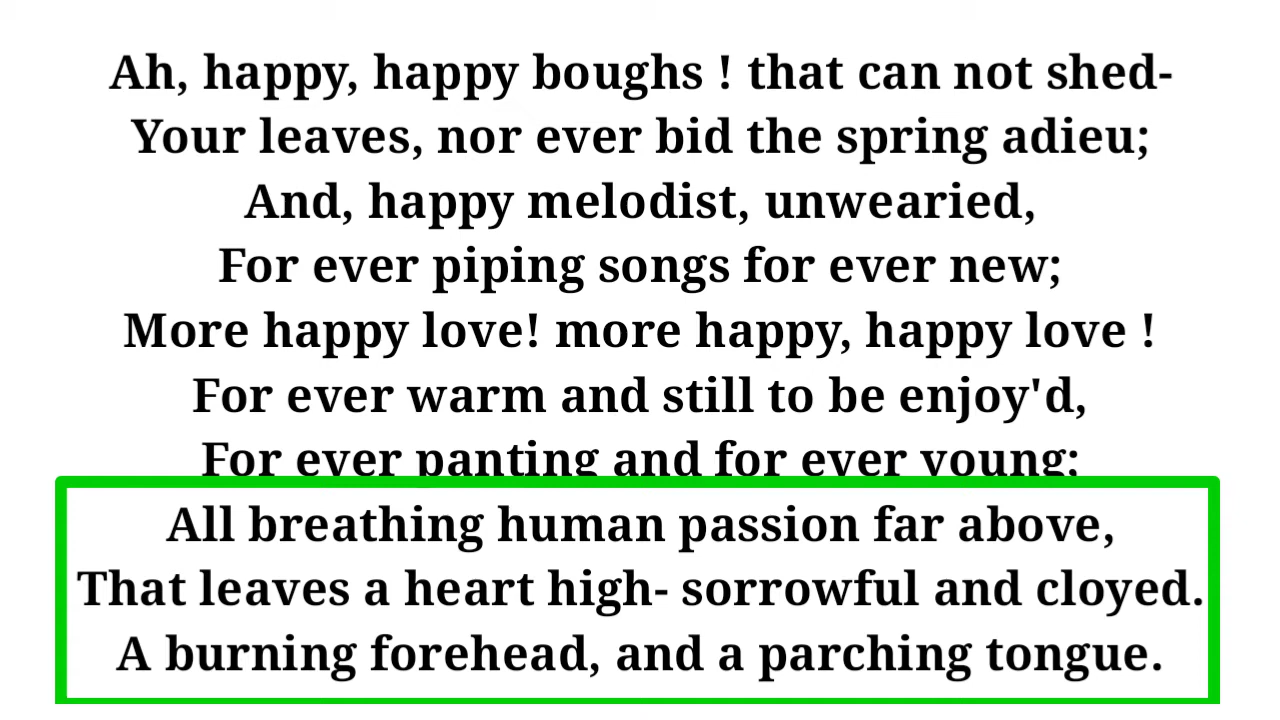 Ah, happy, happy boughs ! that can not shed-
Your leaves, nor ever bid the spring adieu;
And, happy melodist, unwearied,
For ever piping songs for ever new;
More happy love! more happy, happy love !
For ever warm and still to be enjoy'd,
For ever panting and for ever young;
All breathing human passion far above,
That leaves a heart high- sorrowful and cloyed.
A burning forehead, and a parching tongue.